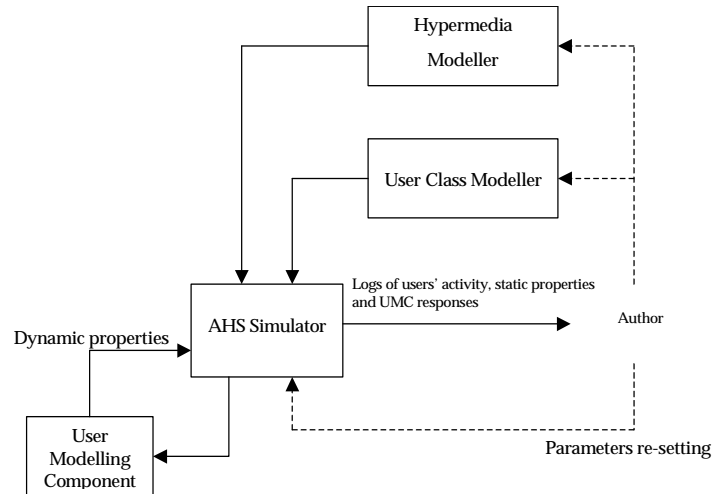 Hypermedia
Modeller
User Class Modeller
Logs of users' activity, static properties
and UMC responses
AHS Simulator
Author
Dynamic properties
User
Modelling
Component
Parameters re-setting